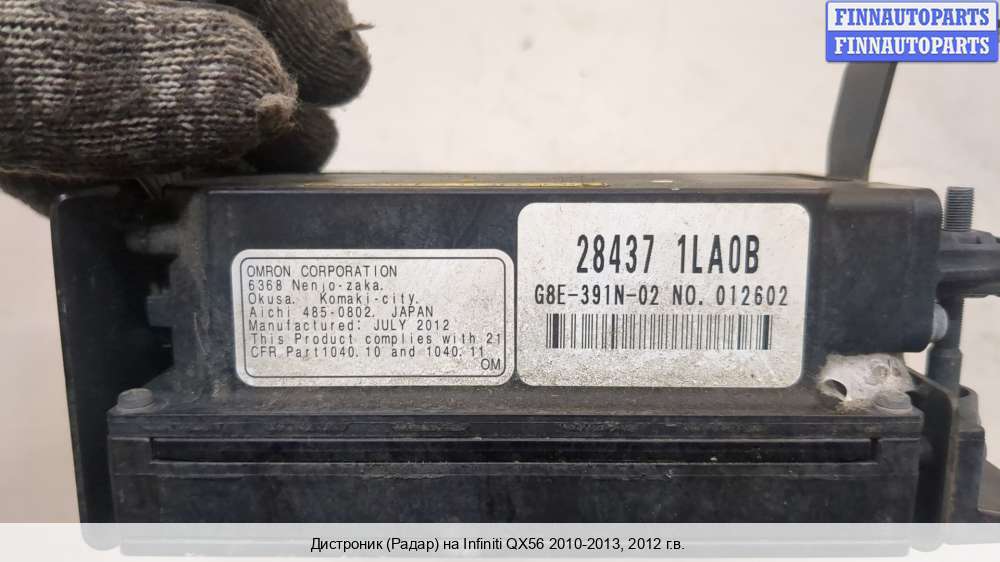 FINNAUTOPARTS
FINNAUTOPARTS
OMRON CORPORATION
6368 Nenjo-zaka.
Okusa. Komaki-city.
Aichi 485-0802. JAPAN
Manufactured: JULY 2012
This Product complies with 21
CFR Part1040.10 and 1040.11
OM
28437 1LA0B
G8E-391N-02 NO. 012602
Дистроник (Радар) на Infiniti QX56 2010-2013, 2012 г.в.